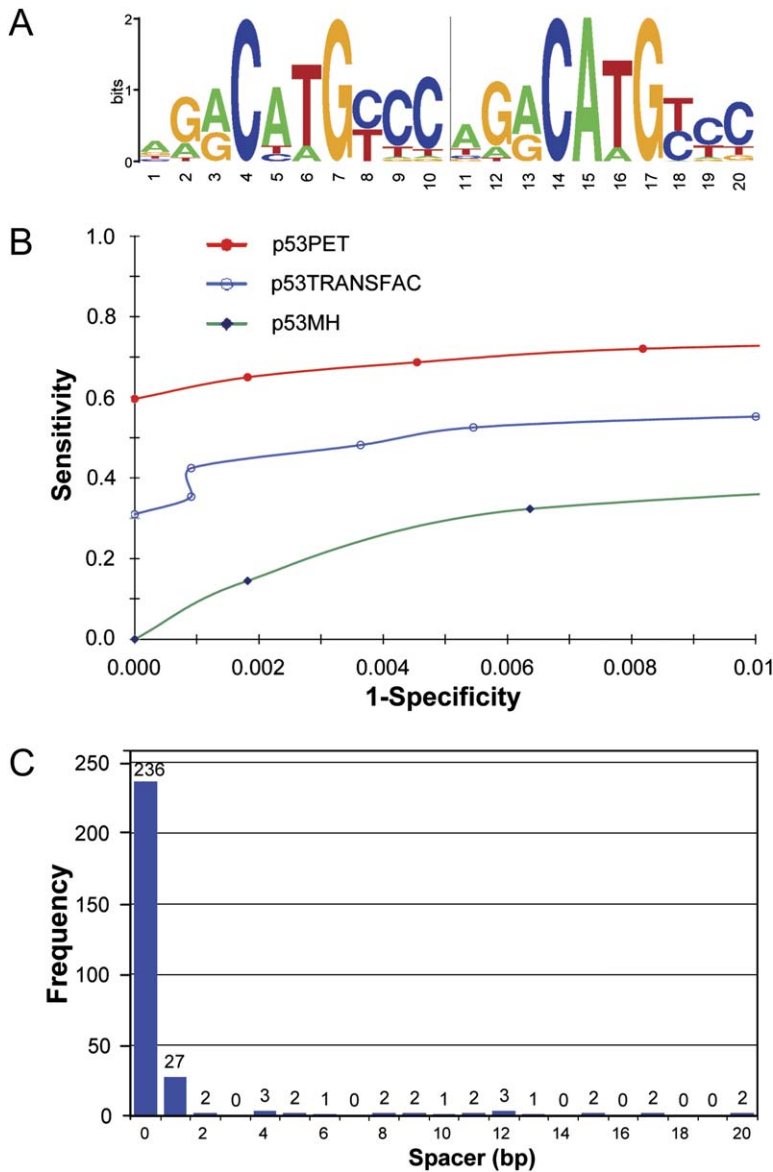 A
bits
2
1
0
AGACATGCCC AGACATGTCC
1 2 3 4 5 6 7 8 9 10 11 12 13 14 15 16 17 18 19 20
B
p53PET
p53TRANSFAC
p53MH
Sensitivity
1.0
0.8
0.6
0.4
0.2
0.0
0.000 0.002 0.004 0.006 0.008 0.01
1-Specificity
C
Frequency
250
200
150
100
50
0
236
27 2 0 3 2 1 0 2 2 1 2 3 1 0 2 0 2 0 0 2
0 2 4 6 8 10 12 14 16 18 20
Spacer (bp)